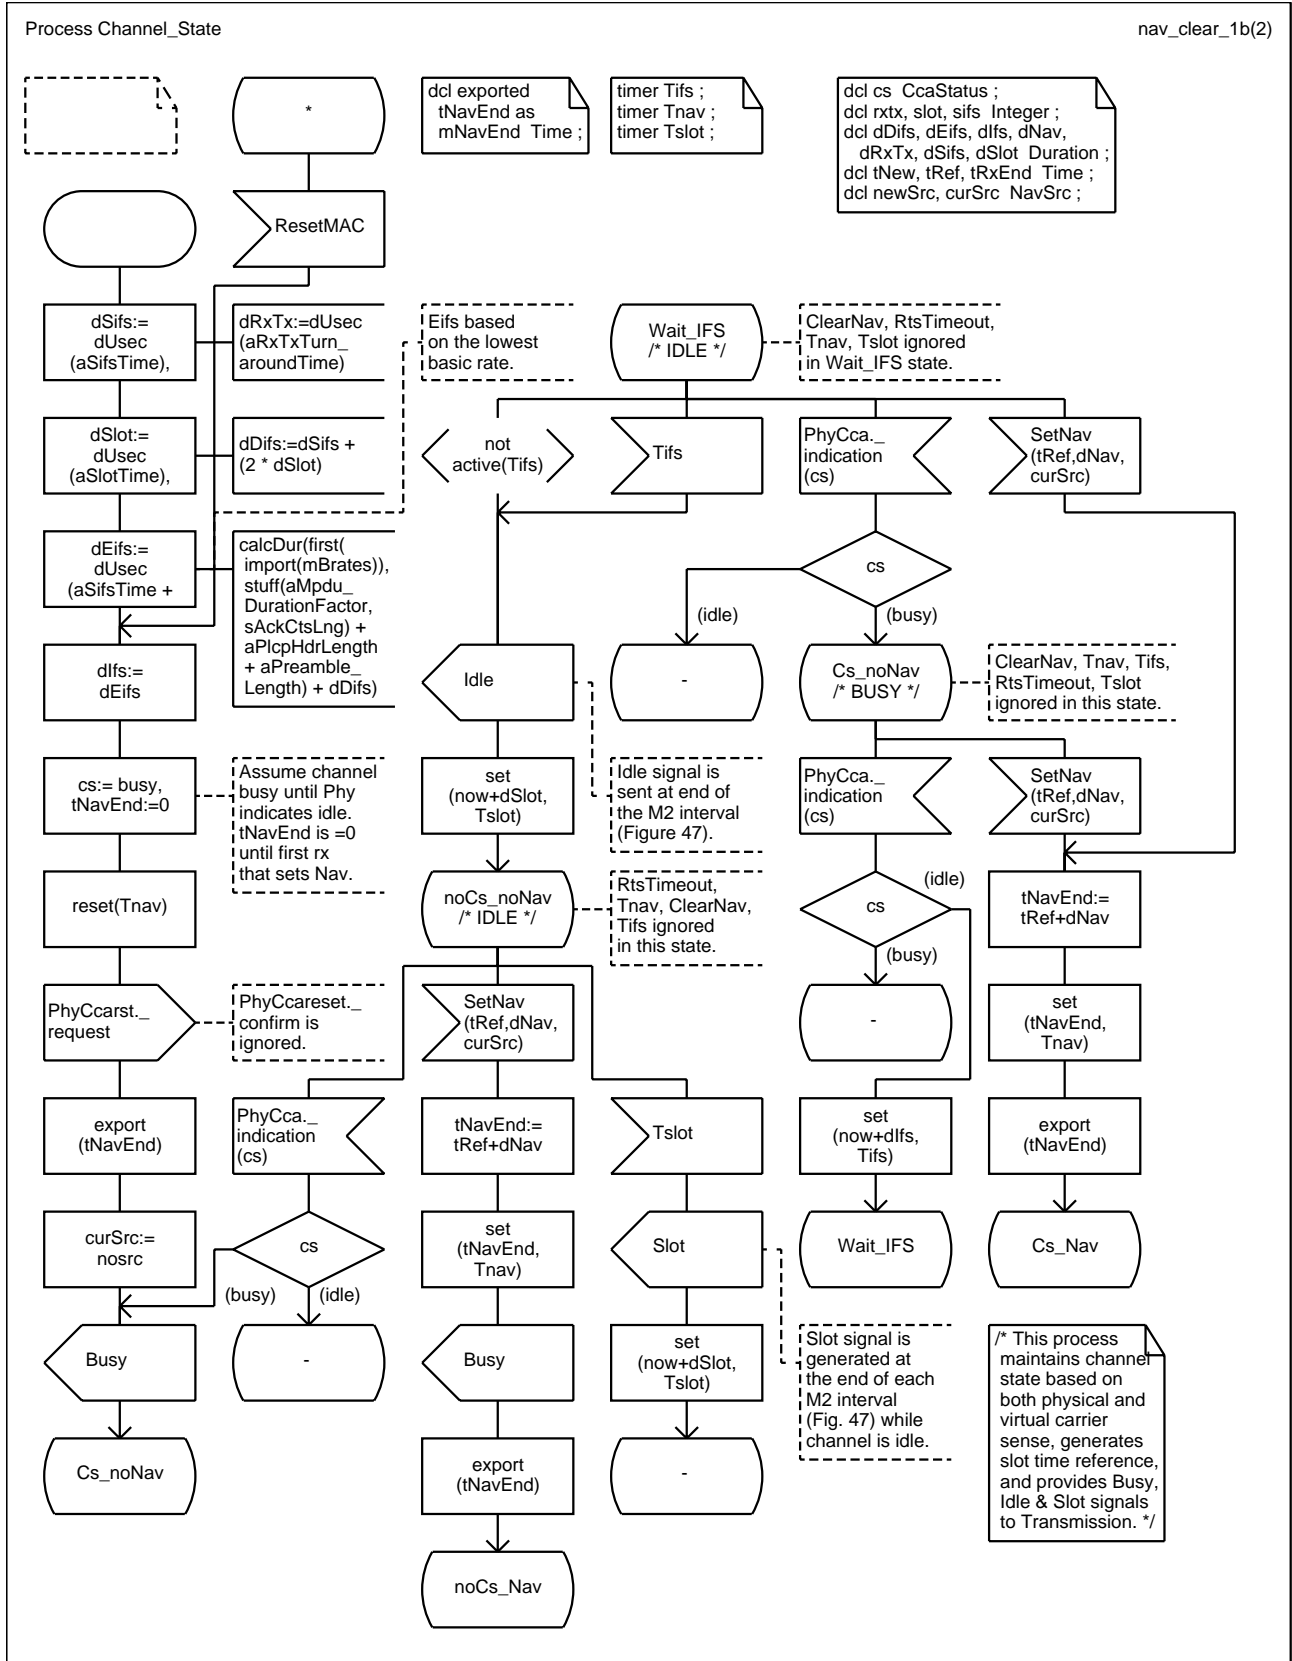 Process Channel_State
nav_clear_1b(2)
*
dcl exported
tNavEnd as
mNavEnd Time ;
timer Tifs ;
timer Tnav ;
timer Tslot ;
dcl cs CcaStatus ;
dcl rxtx, slot, sifs Integer ;
dcl dDifs, dEifs, dIfs, dNav,
dRxTx, dSifs, dSlot Duration ;
dcl tNew, tRef, tRxEnd Time ;
dcl newSrc, curSrc NavSrc ;
ResetMAC
dSifs:=
dUsec
(aSifsTime),
dRxTx:=dUsec
(aRxTxTurn_
aroundTime)
Eifs based
on the lowest
basic rate.
Wait_IFS
/* IDLE */
ClearNav, RtsTimeout,
Tnav, Tslot ignored
in Wait_IFS state.
dSlot:=
dUsec
(aSlotTime),
dDifs:=dSifs +
(2 * dSlot)
not
active(Tifs)
Tifs
PhyCca._
indication
(cs)
SetNav
(tRef,dNav,
curSrc)
dEifs:=
dUsec
(aSifsTime +
calcDur(first(
import(mBrates)),
stuff(aMpdu_
DurationFactor,
sAckCtsLng) +
aPlcpHdrLength
+ aPreamble_
Length) + dDifs)
cs
(idle)
(busy)
dIfs:=
dEifs
Idle
-
Cs_noNav
/* BUSY */
ClearNav, Tnav, Tifs,
RtsTimeout, Tslot
ignored in this state.
cs:= busy,
tNavEnd:=0
Assume channel
busy until Phy
indicates idle.
tNavEnd is =0
until first rx
that sets Nav.
set
(now+dSlot,
Tslot)
Idle signal is
sent at end of
the M2 interval
(Figure 47).
PhyCca._
indication
(cs)
SetNav
(tRef,dNav,
curSrc)
reset(Tnav)
noCs_noNav
/* IDLE */
RtsTimeout,
Tnav, ClearNav,
Tifs ignored
in this state.
cs
(idle)
(busy)
tNavEnd:=
tRef+dNav
PhyCcarst._
request
PhyCcareset._
confirm is
ignored.
SetNav
(tRef,dNav,
curSrc)
-
set
(tNavEnd,
Tnav)
export
(tNavEnd)
PhyCca._
indication
(cs)
tNavEnd:=
tRef+dNav
Tslot
set
(now+dIfs,
Tifs)
export
(tNavEnd)
curSrc:=
nosrc
cs
(busy)
(idle)
set
(tNavEnd,
Tnav)
Slot
Wait_IFS
Cs_Nav
Busy
-
Busy
set
(now+dSlot,
Tslot)
Slot signal is
generated at
the end of each
M2 interval
(Fig. 47) while
channel is idle.
/* This process
maintains channel
state based on
both physical and
virtual carrier
sense, generates
slot time reference,
and provides Busy,
Idle & Slot signals
to Transmission. */
Cs_noNav
export
(tNavEnd)
-
noCs_Nav